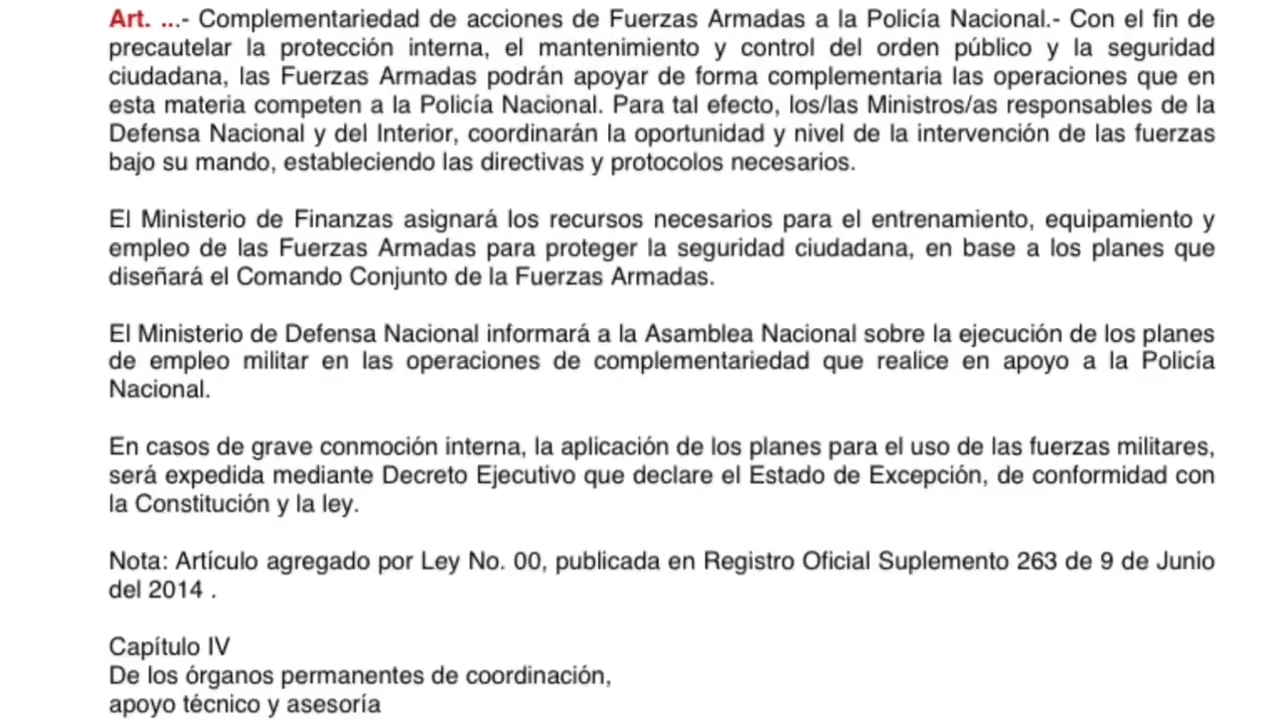 Art. ...- Complementariedad de acciones de Fuerzas Armadas a la Policía Nacional.- Con el fin de
precautelar la protección interna, el mantenimiento y control del orden público y la seguridad
ciudadana, las Fuerzas Armadas podrán apoyar de forma complementaria las operaciones que en
esta materia competen a la Policía Nacional. Para tal efecto, los/las Ministros/as responsables de la
Defensa Nacional y del Interior, coordinarán la oportunidad y nivel de la intervención de las fuerzas
bajo su mando, estableciendo las directivas y protocolos necesarios.
El Ministerio de Finanzas asignará los recursos necesarios para el entrenamiento, equipamiento y
empleo de las Fuerzas Armadas para proteger la seguridad ciudadana, en base a los planes que
diseñará el Comando Conjunto de la Fuerzas Armadas.
El Ministerio de Defensa Nacional informará a la Asamblea Nacional sobre la ejecución de los planes
de empleo militar en las operaciones de complementariedad que realice en apoyo a la Policía
Nacional.
En casos de grave conmoción interna, la aplicación de los planes para el uso de las fuerzas militares,
será expedida mediante Decreto Ejecutivo que declare el Estado de Excepción, de conformidad con
la Constitución y la ley.
Nota: Artículo agregado por Ley No. 00, publicada en Registro Oficial Suplemento 263 de 9 de Junio
del 2014 .
Capítulo IV
De los órganos permanentes de coordinación,
apoyo técnico y asesoría